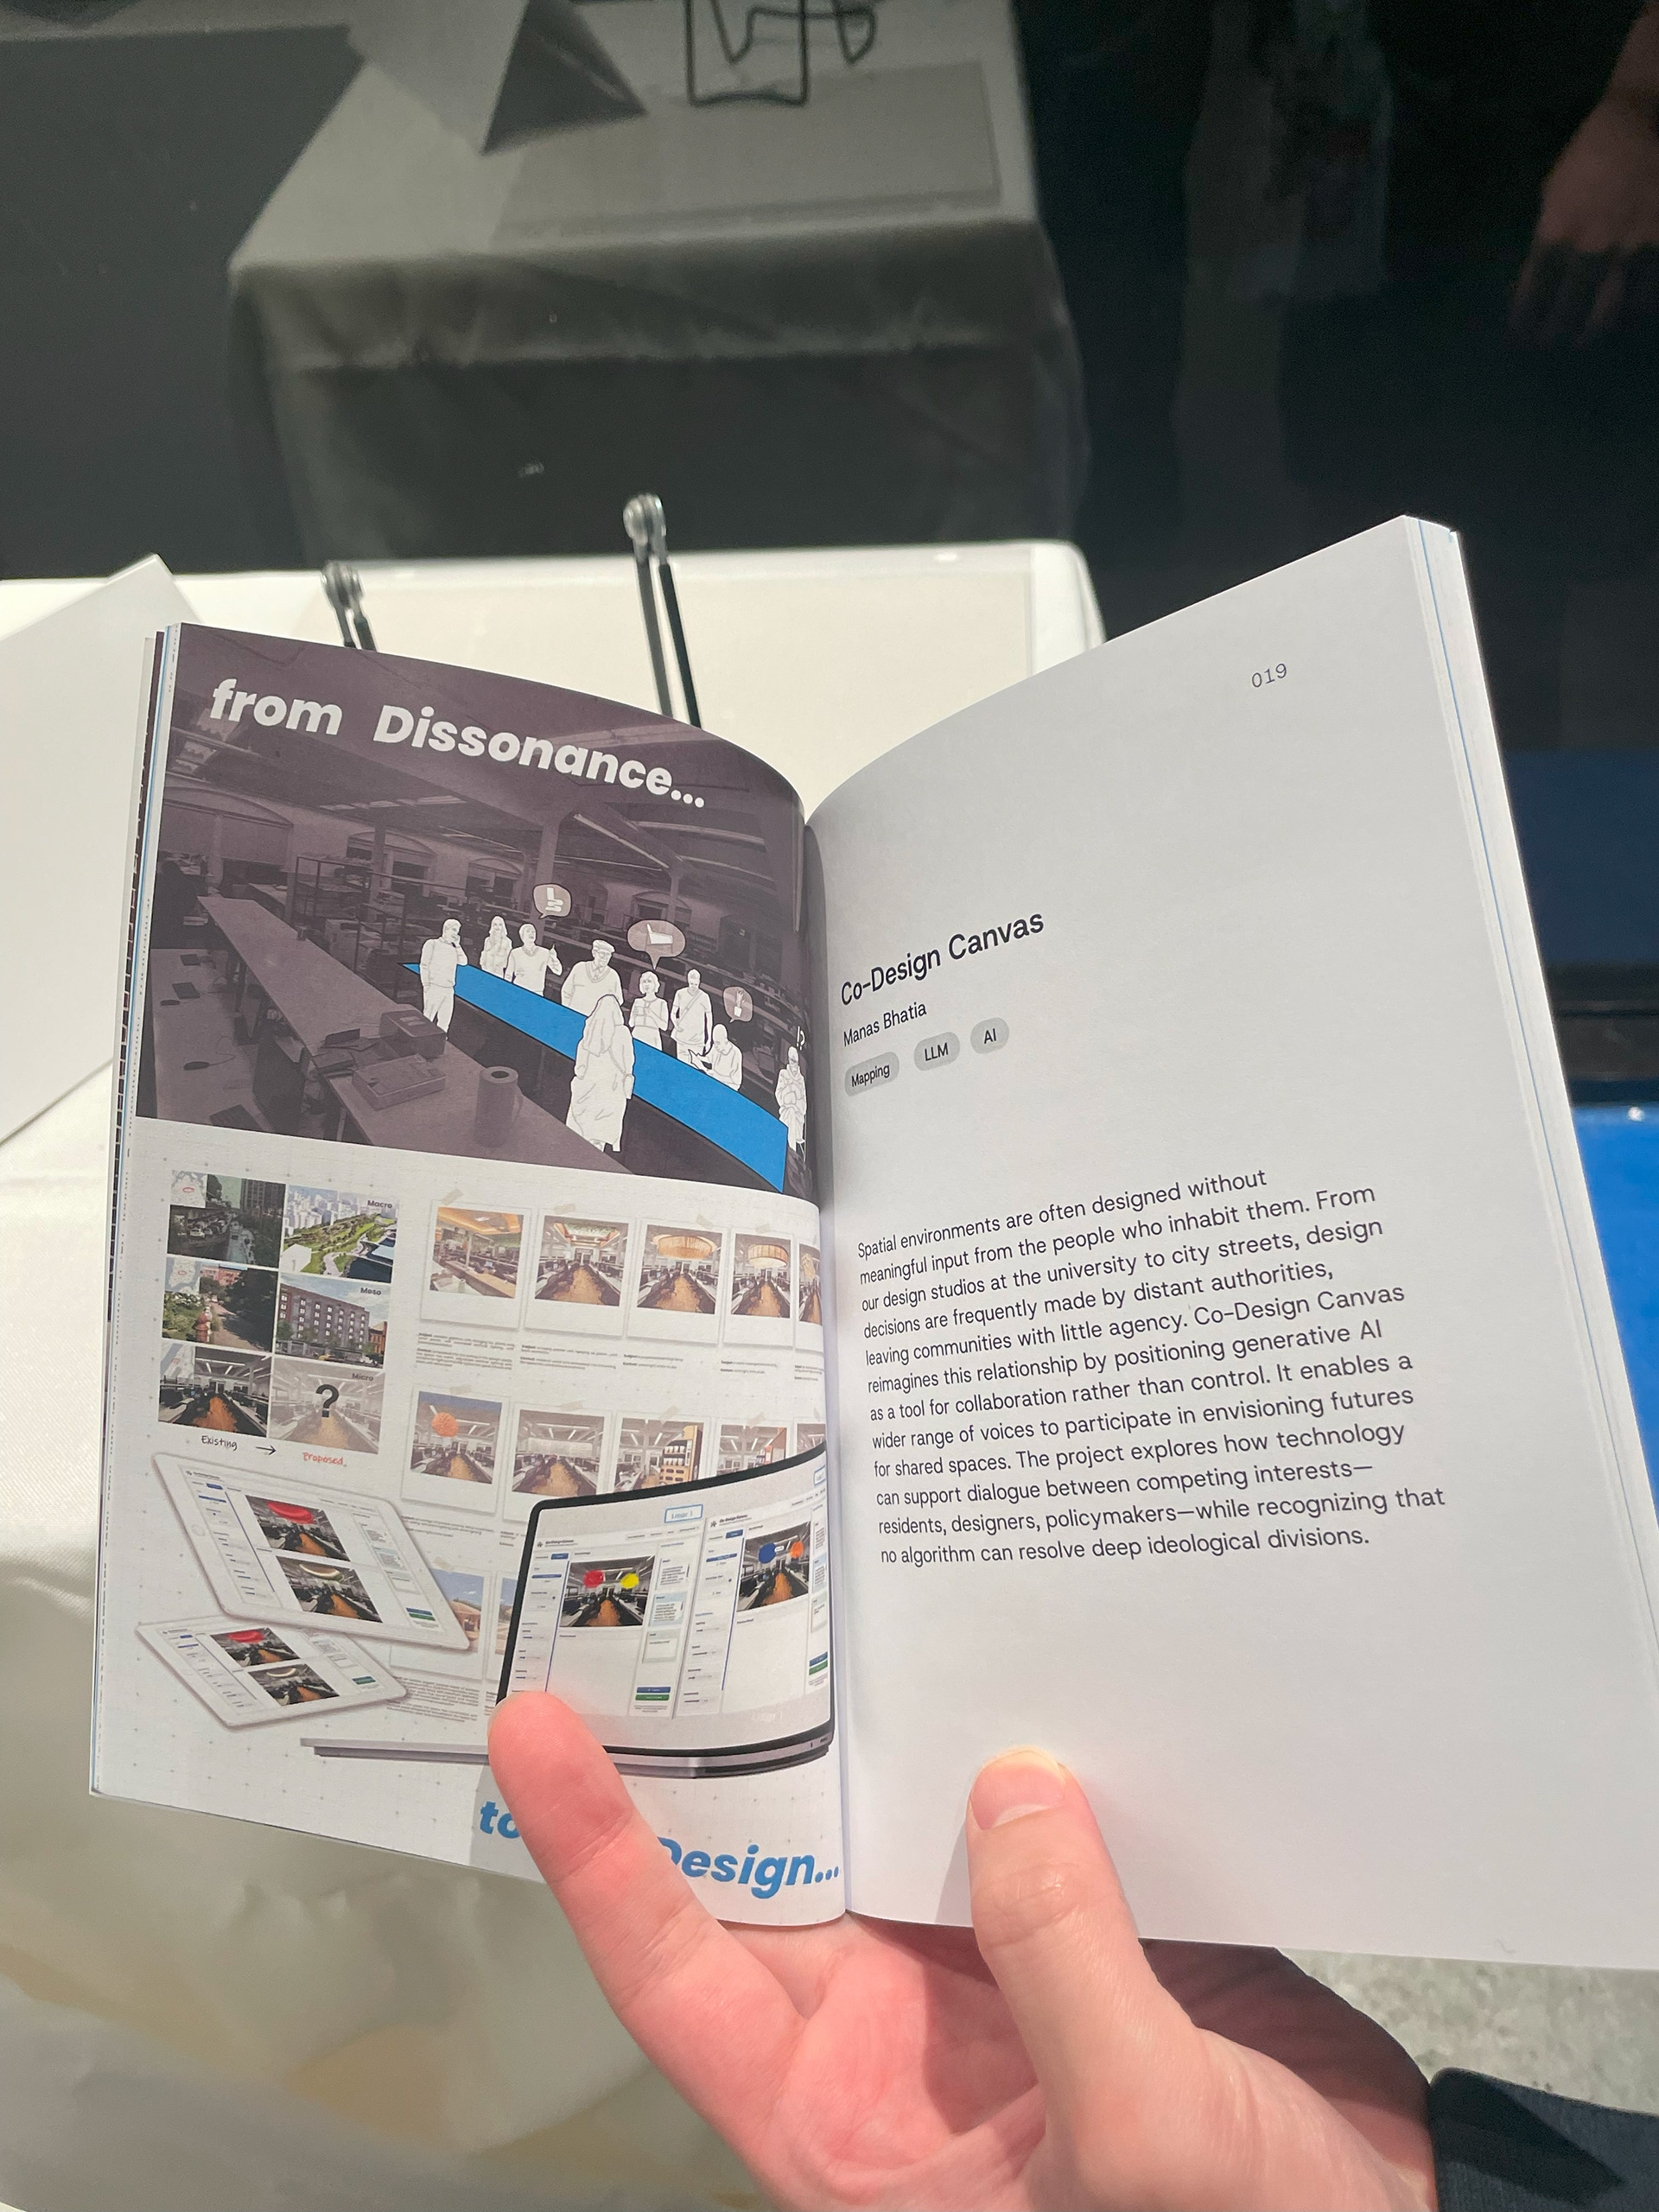 from Dissonance...
Macro
Meso
Micro
?
Existing → Proposed.
to
Design...
019
Co-Design Canvas
Manas Bhatia
Mapping LLM AI
Spatial environments are often designed without
meaningful input from the people who inhabit them. From
our design studios at the university to city streets, design
decisions are frequently made by distant authorities,
leaving communities with little agency. Co-Design Canvas
reimagines this relationship by positioning generative AI
as a tool for collaboration rather than control. It enables a
wider range of voices to participate in envisioning futures
for shared spaces. The project explores how technology
can support dialogue between competing interests—
residents, designers, policymakers—while recognizing that
no algorithm can resolve deep ideological divisions.